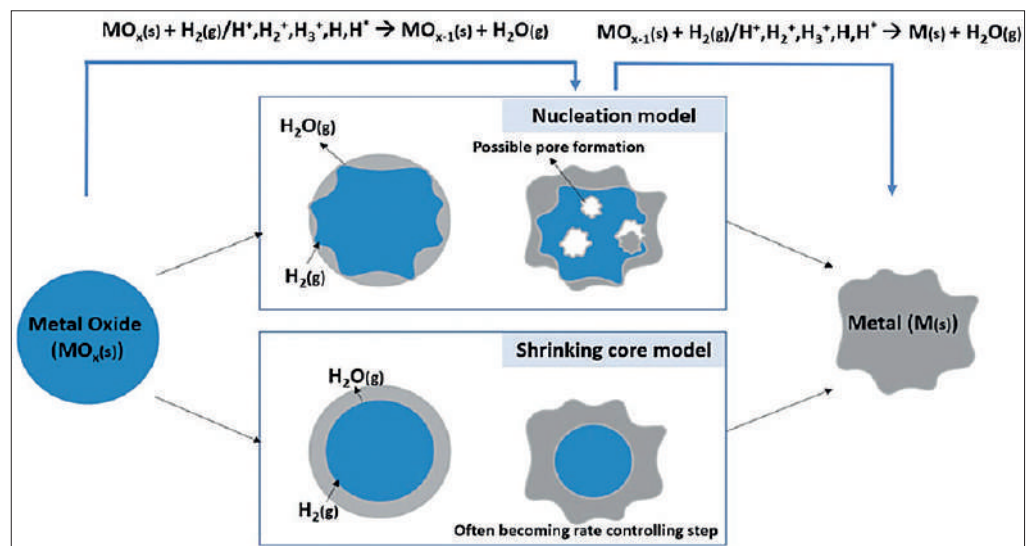 MOₓ(s) + H₂(g)/H⁺,H₂⁺,H₃⁺,H,H* → MOₓ₋₁(s) + H₂O(g)
MOₓ₋₁(s) + H₂(g)/H⁺,H₂⁺,H₃⁺,H,H* → M(s) + H₂O(g)
Nucleation model
H₂O(g)
Possible pore formation
H₂(g)
Metal Oxide
(MOₓ(s))
Metal (M(s))
Shrinking core model
H₂O(g)
H₂(g)
Often becoming rate controlling step